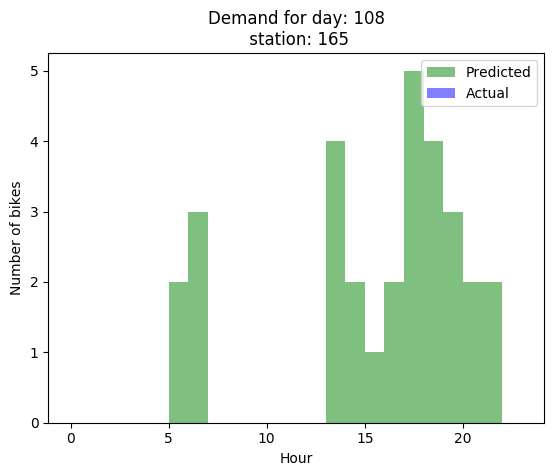 Demand for day: 108
station: 165
Predicted
Actual
5
4
3
2
1
0
Number of bikes
0 5 10 15 20
Hour